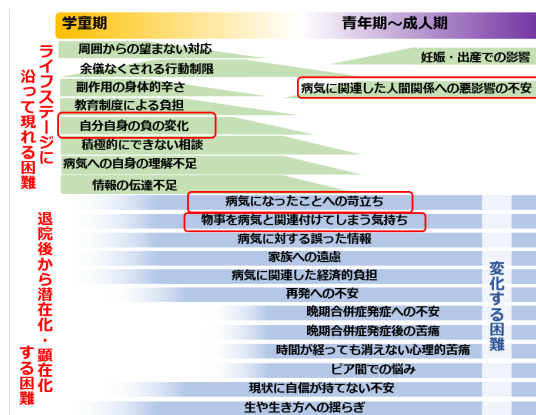 学童期
青年期～成人期
ライフステージに
沿って現れる困難
周囲からの望まない対応
妊娠・出産での影響
余儀なくされる行動制限
副作用の身体的辛さ
病気に関連した人間関係への悪影響の不安
教育制度による負担
自分自身の負の変化
積極的にできない相談
病気への自身の理解不足
情報の伝達不足
退院後から潜在化・顕在化
する困難
病気になったことへの苛立ち
物事を病気と関連付けてしまう気持ち
病気に対する誤った情報
家族への遠慮
病気に関連した経済的負担
再発への不安
晩期合併症発症への不安
晩期合併症発症後の苦痛
時間が経っても消えない心理的苦痛
ピア間での悩み
現状に自信が持てない不安
生や生き方への揺らぎ
変化する困難